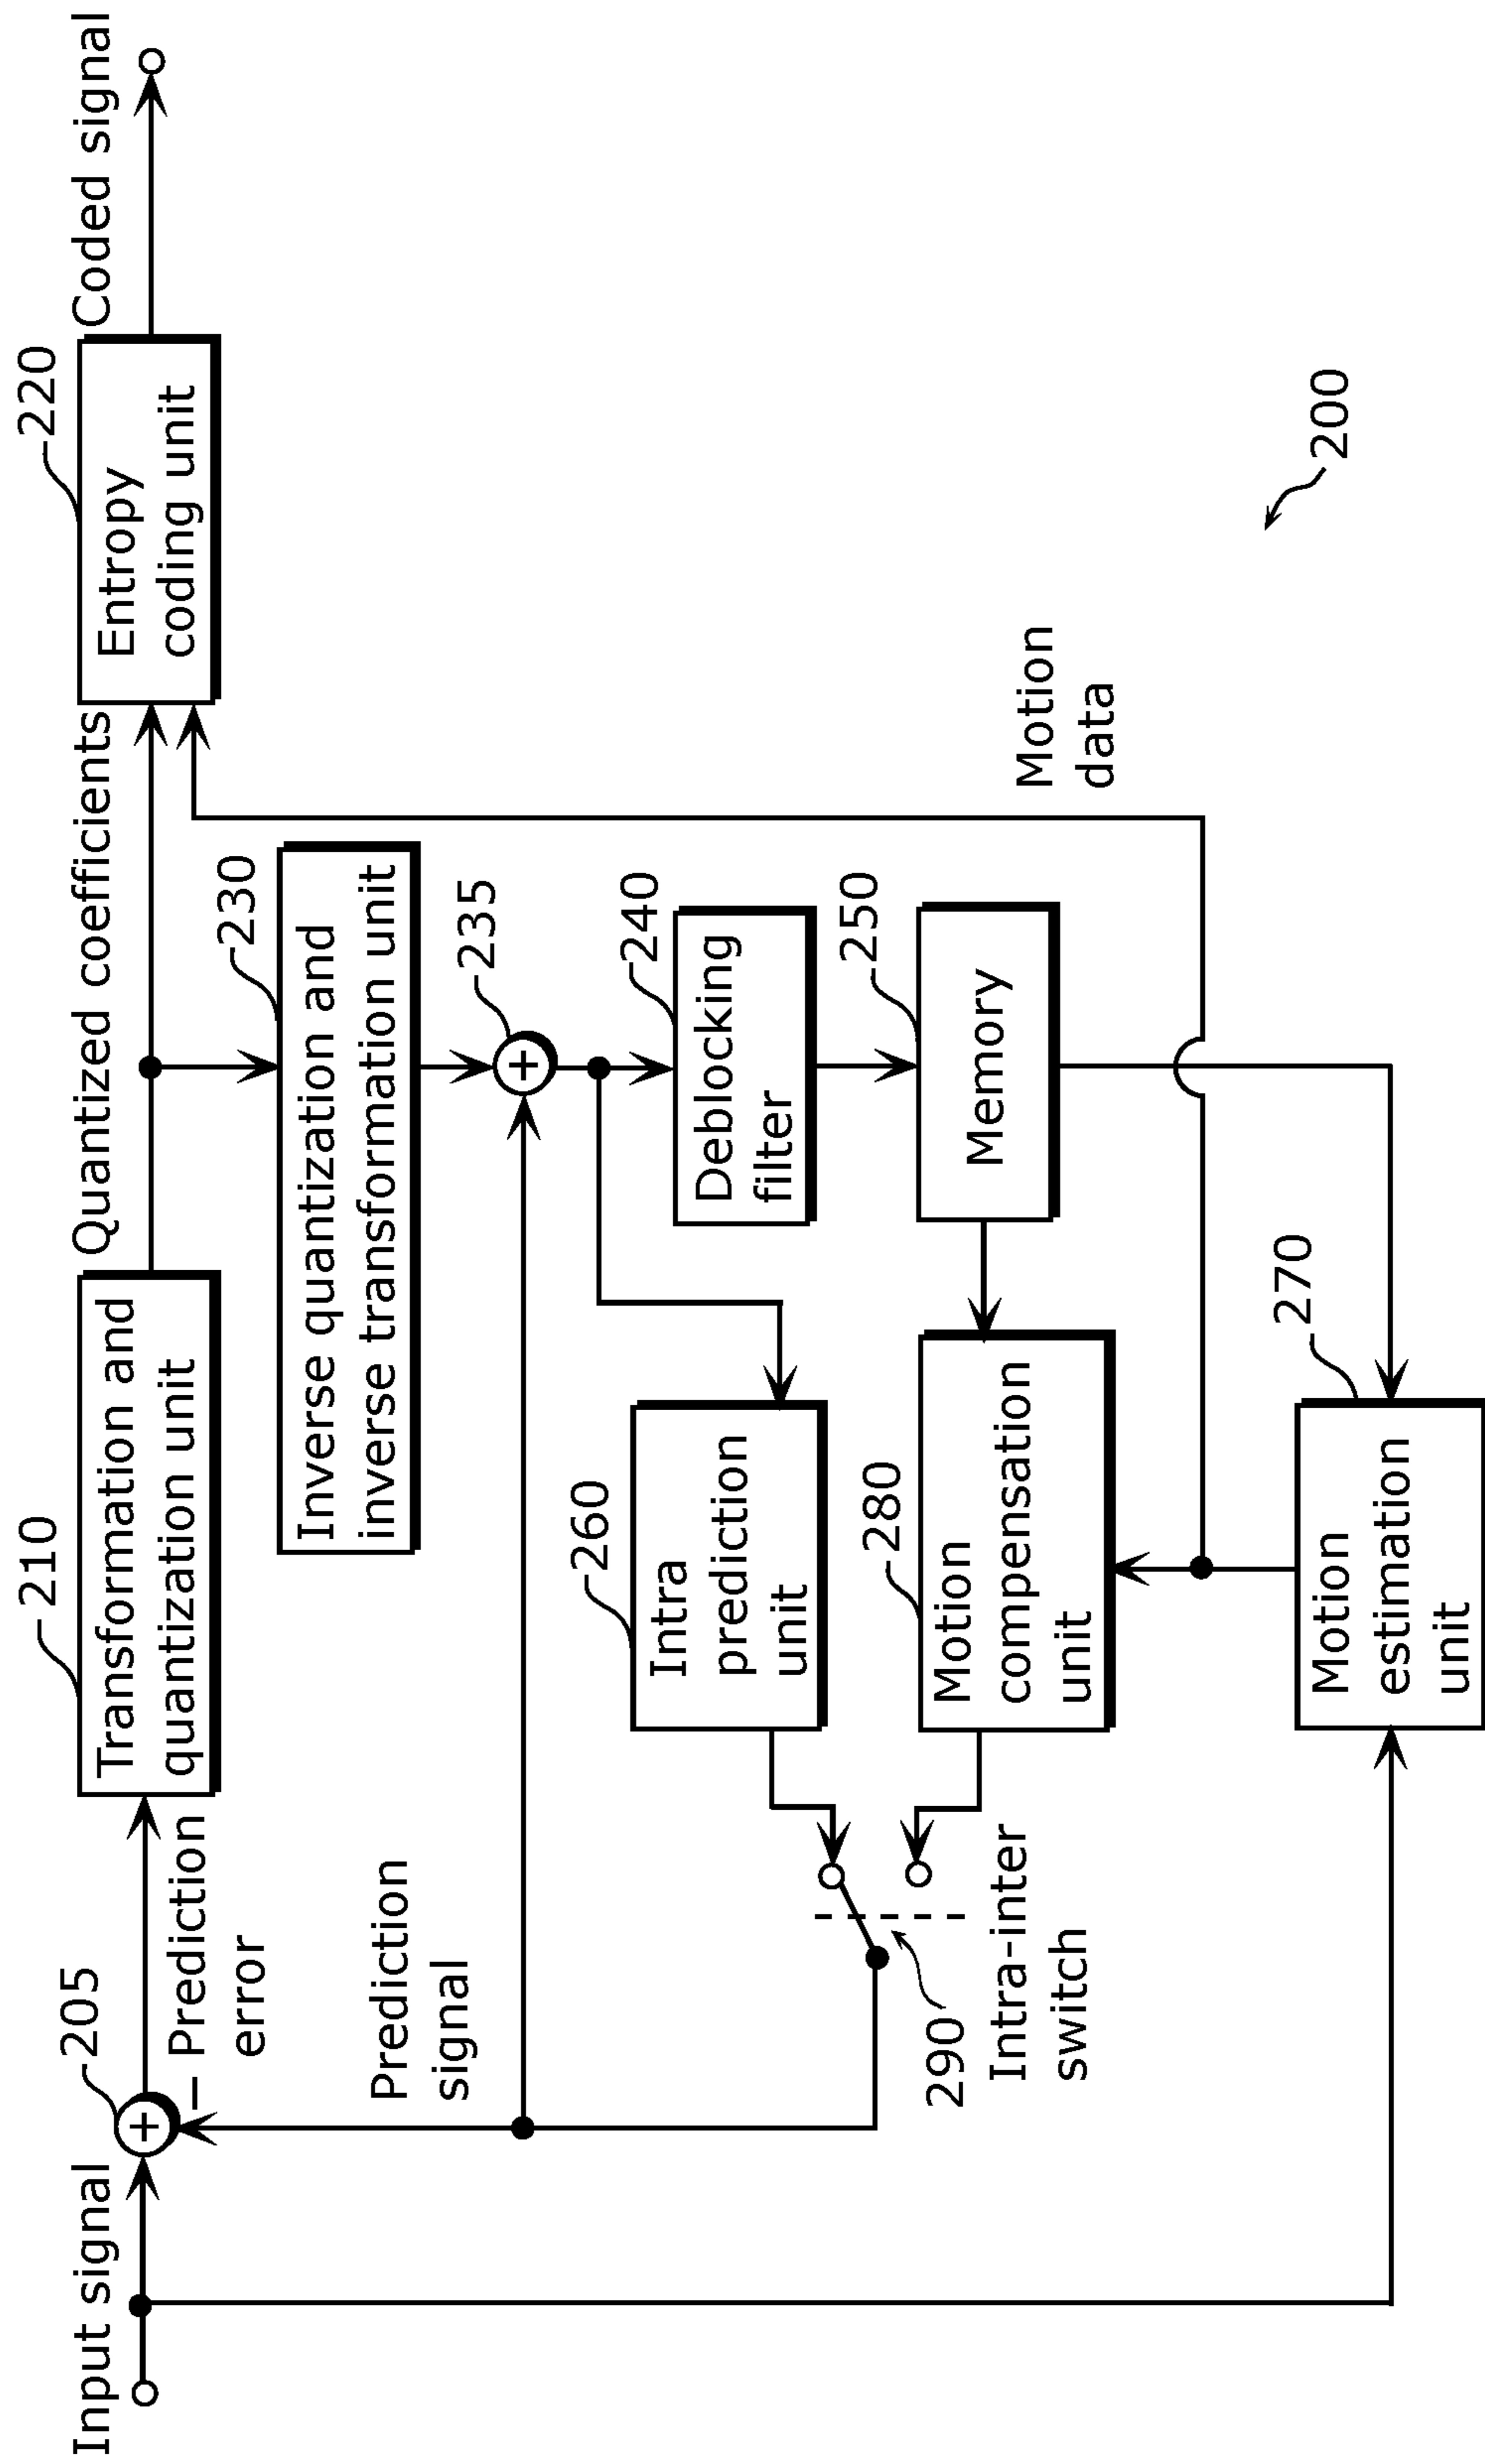 Input signal
205
+
− Prediction
error
210
Transformation and
quantization unit
Quantized coefficients
220
Entropy
coding unit
Coded signal
230
Inverse quantization and
inverse transformation unit
235
+
Prediction
signal
240
Deblocking
filter
260
Intra
prediction
unit
250
Memory
280
Motion
compensation
unit
290
Intra-inter
switch
Motion
data
270
Motion
estimation
unit
200